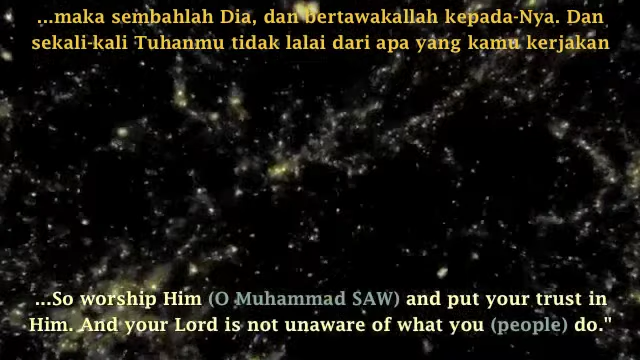 ...maka sembahlah Dia, dan bertawakallah kepada-Nya. Dan
sekali-kali Tuhanmu tidak lalai dari apa yang kamu kerjakan
...So worship Him (O Muhammad SAW) and put your trust in
Him. And your Lord is not unaware of what you (people) do."